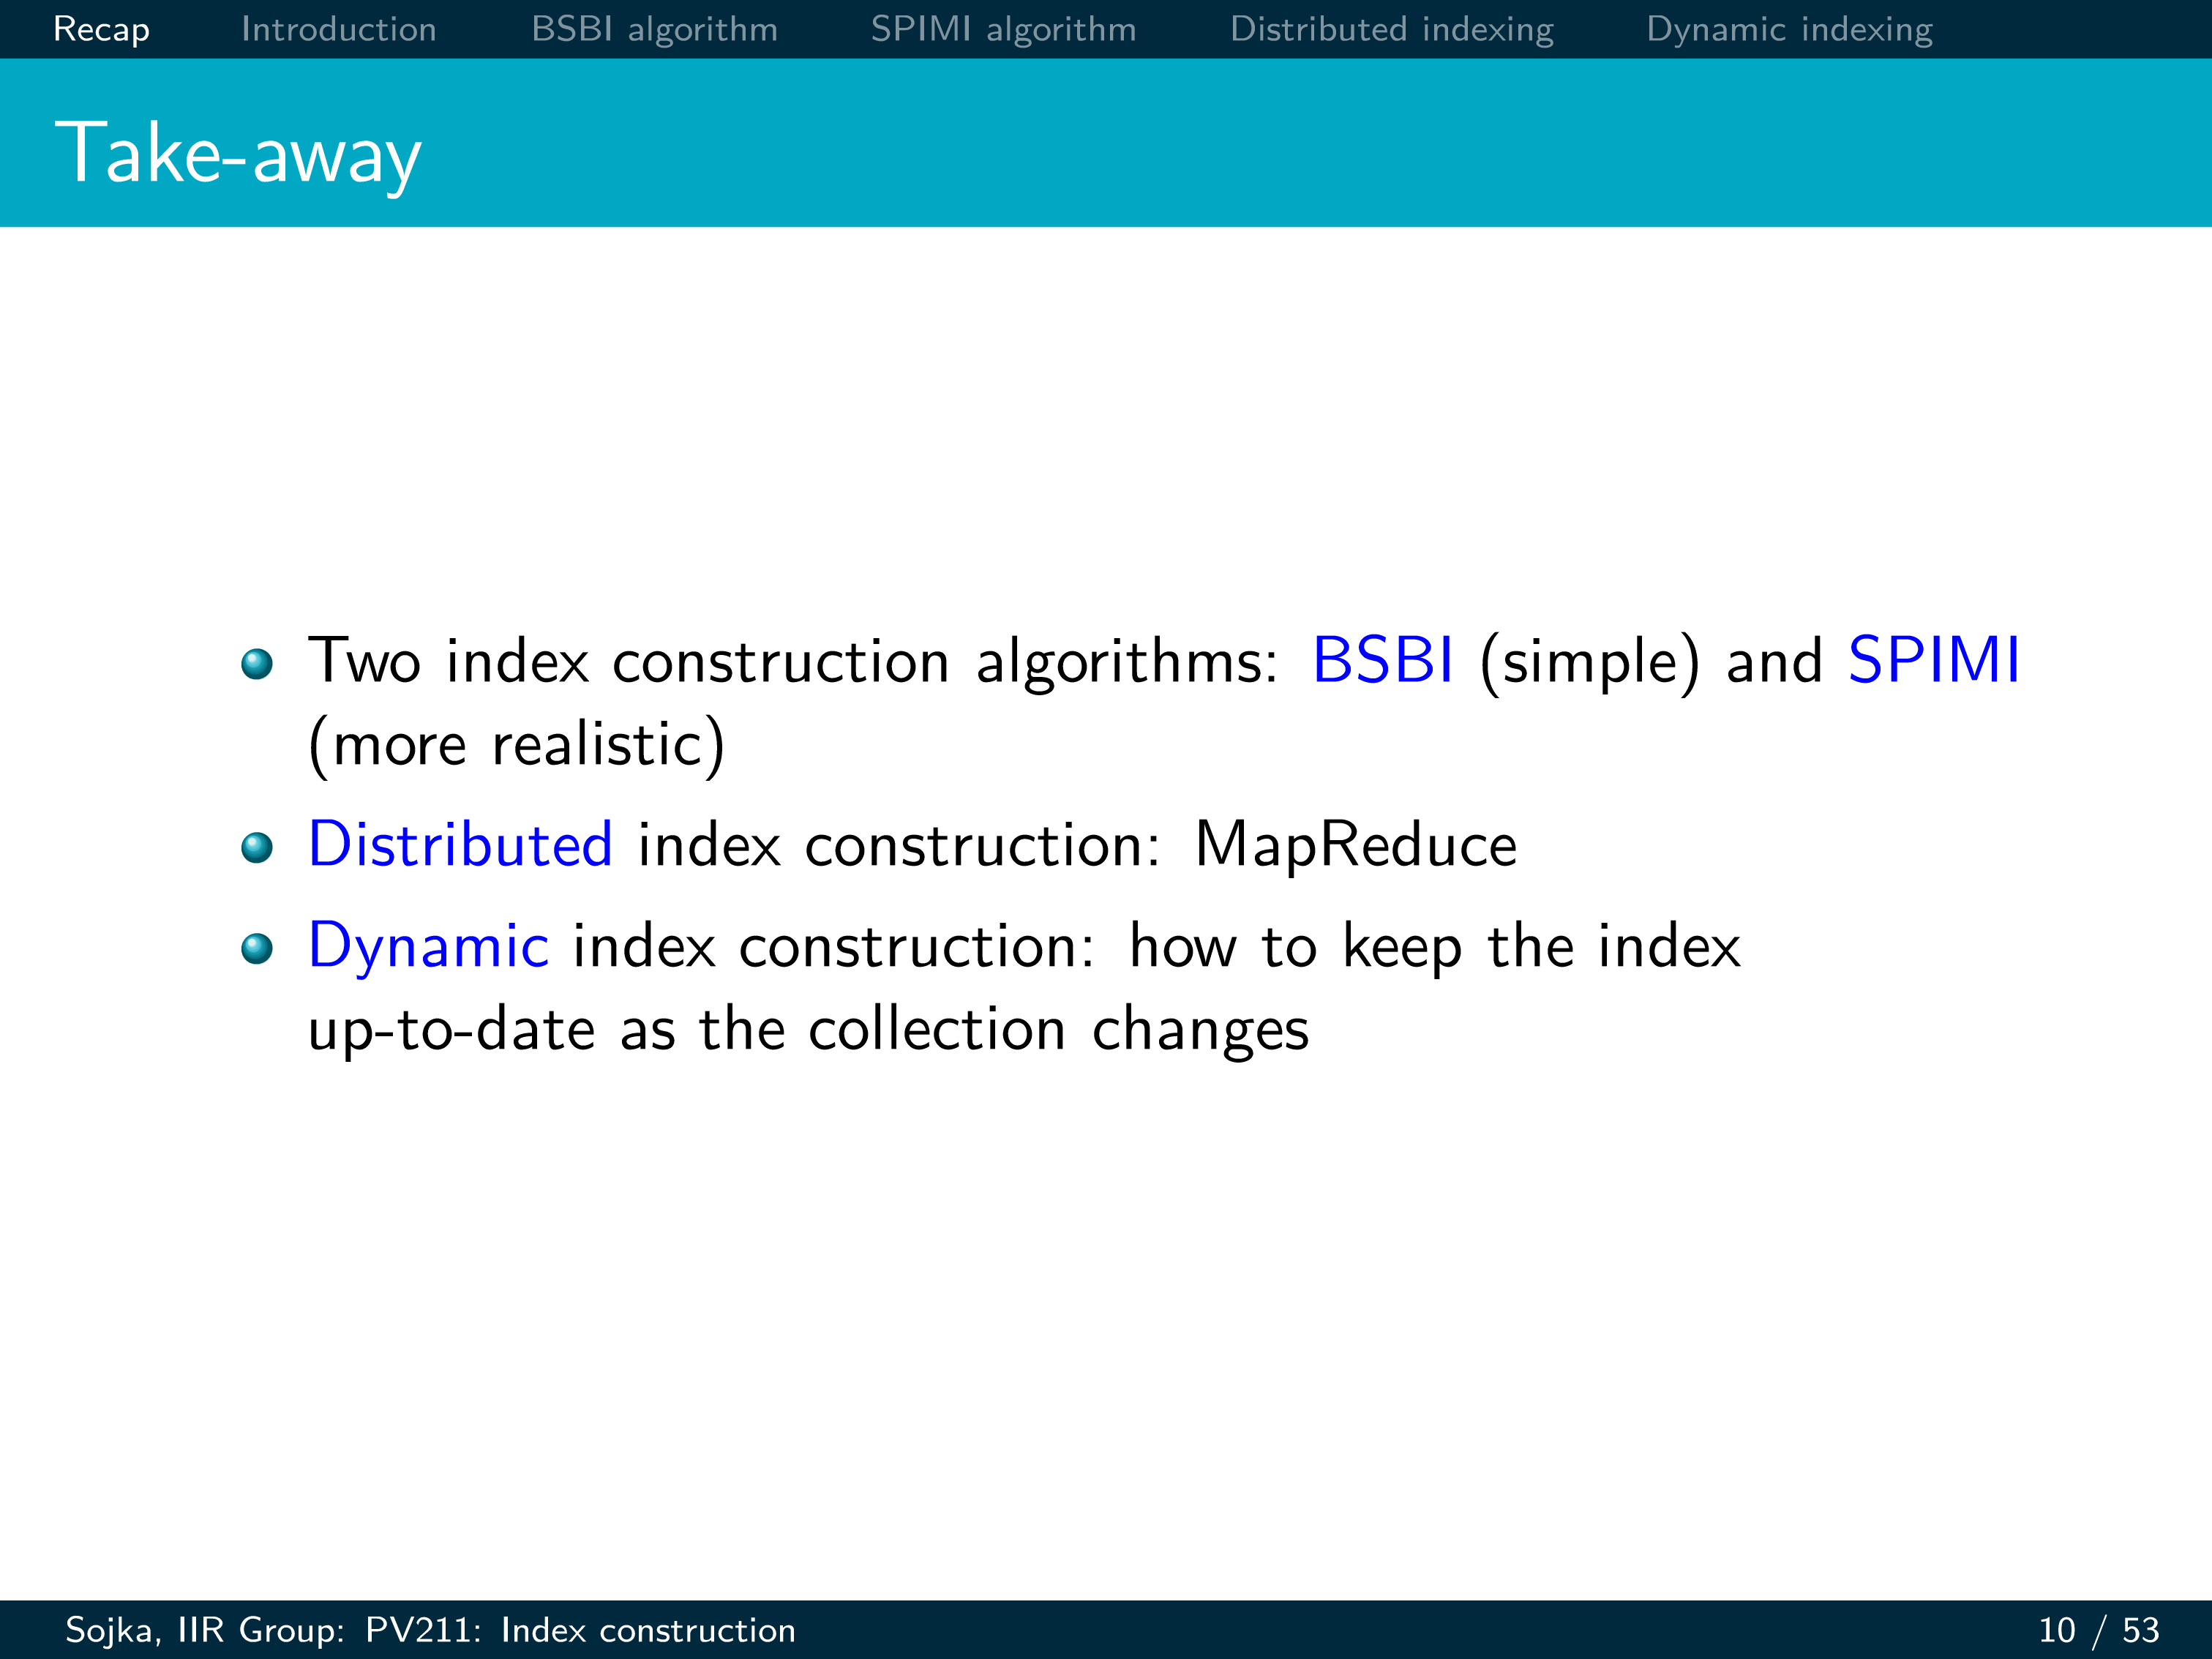 Recap Introduction BSBI algorithm SPIMI algorithm Distributed indexing Dynamic indexing
Take-away
Two index construction algorithms: BSBI (simple) and SPIMI
(more realistic)
Distributed index construction: MapReduce
Dynamic index construction: how to keep the index
up-to-date as the collection changes
Sojka, IIR Group: PV211: Index construction 10 / 53